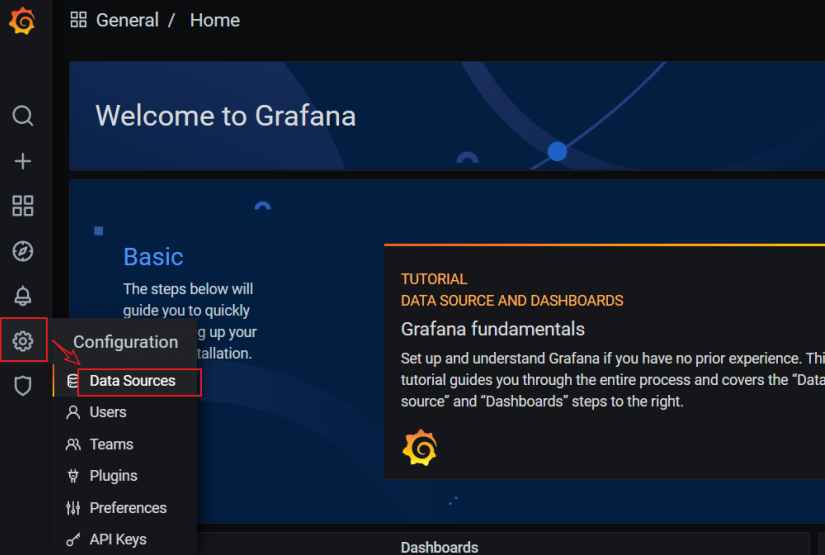 General / Home
Welcome to Grafana
Basic
The steps below will
guide you to quickly
g up your
tallation.
TUTORIAL
DATA SOURCE AND DASHBOARDS
Grafana fundamentals
Set up and understand Grafana if you have no prior experience. Thi
tutorial guides you through the entire process and covers the “Data
source” and “Dashboards” steps to the right.
Configuration
Data Sources
Users
Teams
Plugins
Preferences
API Keys
Dashboards